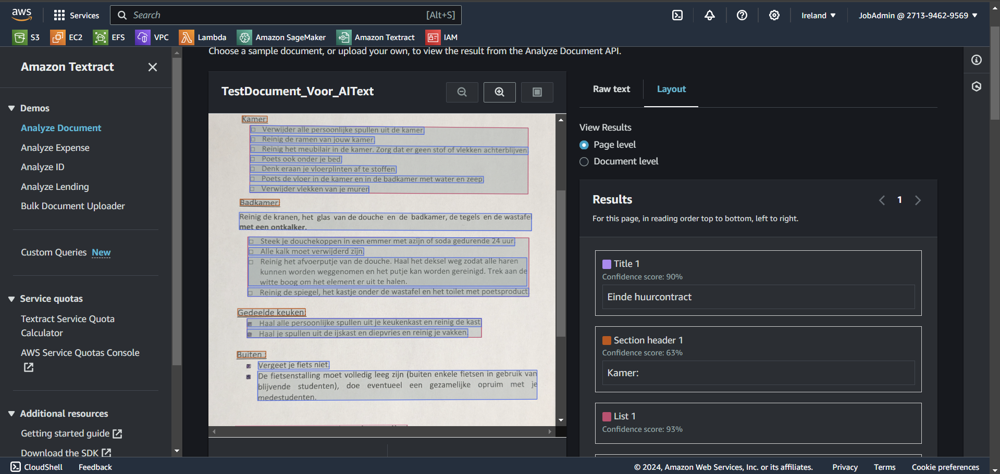 aws
Services
Search
[Alt+S]
Ireland ▼
JobAdmin @ 2713-9462-9569 ▼
S3
EC2
EFS
VPC
Lambda
Amazon SageMaker
Amazon Textract
IAM
Amazon Textract
Demos
Analyze Document
Analyze Expense
Analyze ID
Analyze Lending
Bulk Document Uploader
Custom Queries New
Service quotas
Textract Service Quota
Calculator
AWS Service Quotas Console
Additional resources
Getting started guide
Download the SDK
Choose a sample document, or upload your own, to view the result from the Analyze Document API.
TestDocument_Voor_AIText
Kamer:
Verwijder alle persoonlijke spullen uit de kamer.
Reinig de ramen van jouw kamer.
Reinig het meubilair in de kamer. Zorg dat er geen stof of vlekken achterblijven.
Poets ook onder je bed.
Denk eraan je vloerplinten af te stoffen.
Poets de vloer in de kamer en in de badkamer met water en zeep.
Verwijder vlekken van je muren
Badkamer:
Reinig de kranen, het glas van de douche en de badkamer, de tegels en de wastafel
met een ontkalker.
Steek je douchekoppen in een emmer met azijn of soda gedurende 24 uur.
Alle kalk moet verwijderd zijn.
Reinig het afvoerputje van de douche. Haal het deksel weg zodat alle haren
kunnen worden weggenomen en het putje kan worden gereinigd. Trek aan de
witte boog om het element er uit te halen.
Reinig de spiegel, het kastje onder de wastafel en het toilet met poetsproduct.
Gedeelde keuken:
Haal alle persoonlijke spullen uit je keukenkast en reinig de kast.
Haal je spullen uit de ijskast en diepvries en reinig je vakken.
Buiten :
Vergeet je fiets niet.
De fietsenstalling moet volledig leeg zijn (buiten enkele fietsen in gebruik van
blijvende studenten), doe eventueel een gezamelijke opruim met je
medestudenten.
Raw text
Layout
View Results
Page level
Document level
Results
1
For this page, in reading order top to bottom, left to right.
Title 1
Confidence score: 90%
Einde huurcontract
Section header 1
Confidence score: 63%
Kamer:
List 1
Confidence score: 93%
CloudShell
Feedback
© 2024, Amazon Web Services, Inc. or its affiliates.
Privacy
Terms
Cookie preferences